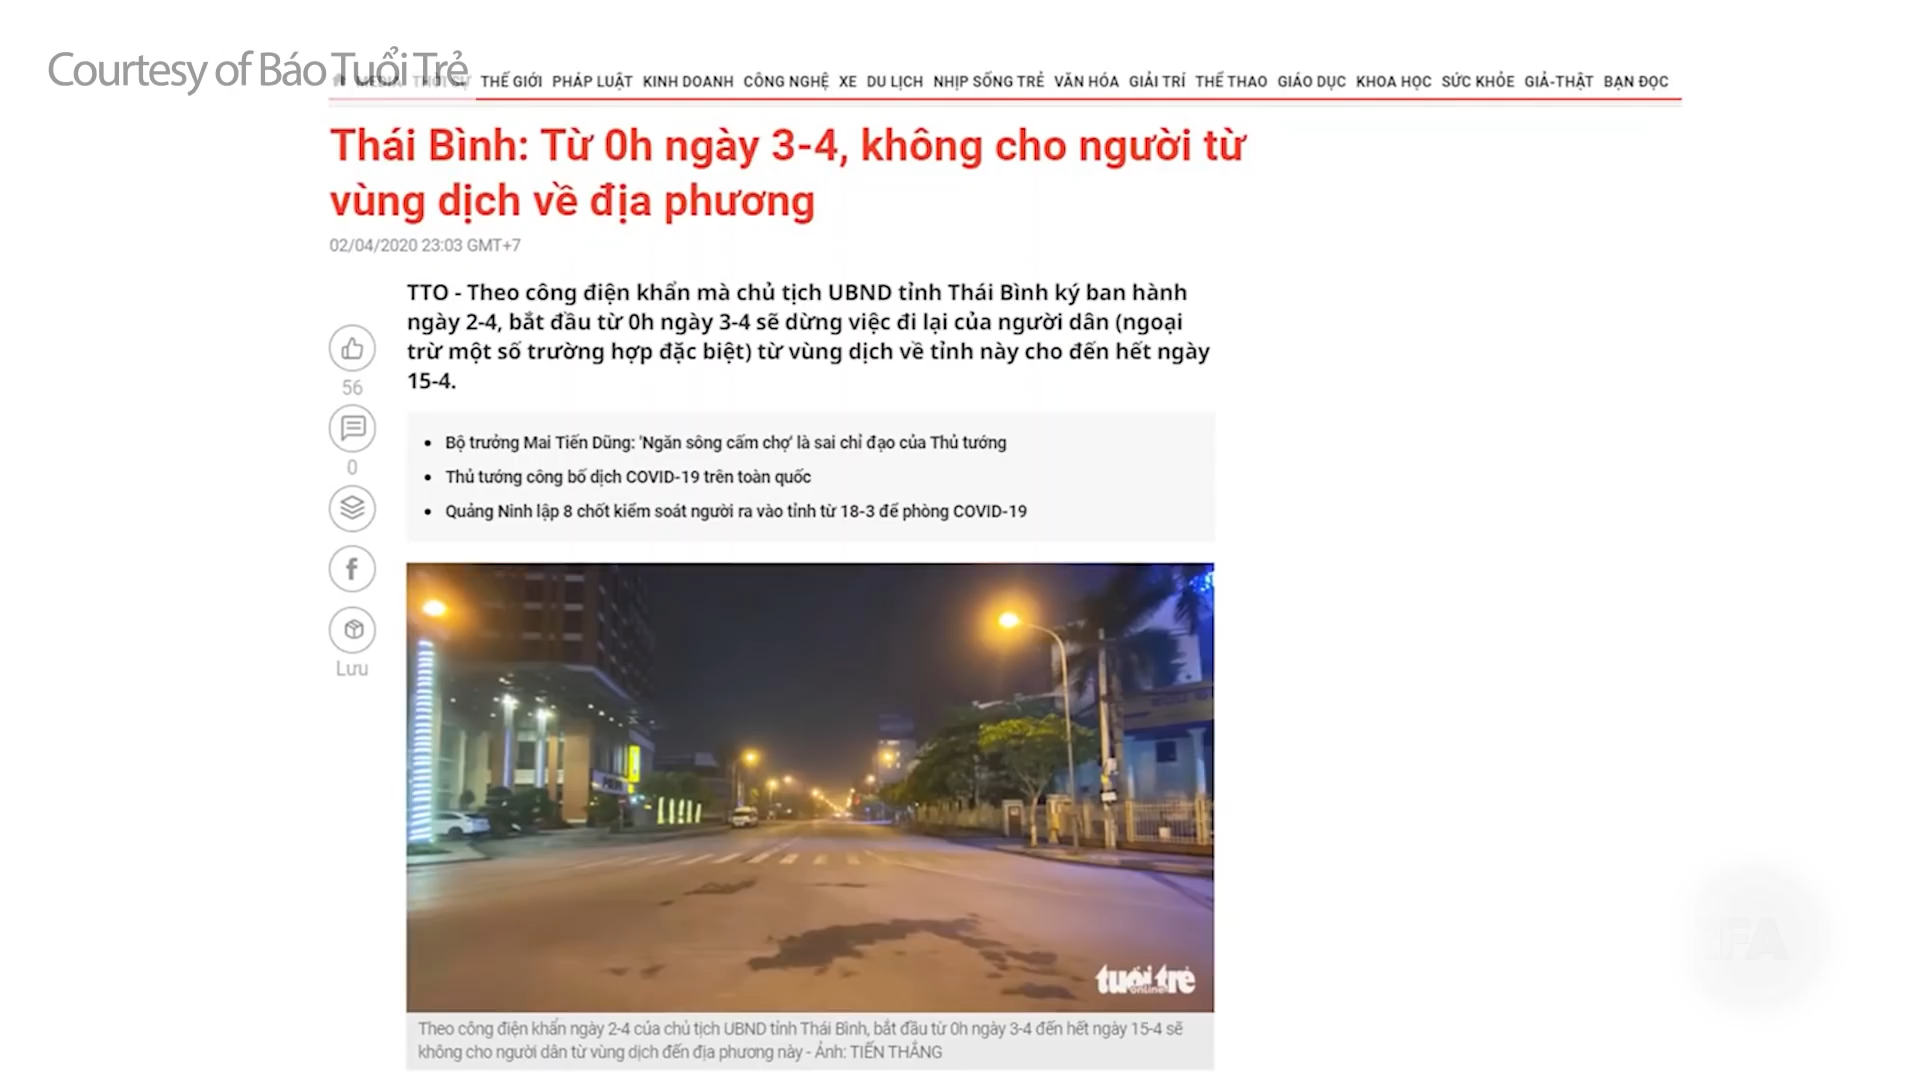 Courtesy of Báo Tuổi Trẻ
MEDIA THỜI SỰ THẾ GIỚI PHÁP LUẬT KINH DOANH CÔNG NGHỆ XE DU LỊCH NHỊP SỐNG TRẺ VĂN HÓA GIẢI TRÍ THỂ THAO GIÁO DỤC KHOA HỌC SỨC KHỎE GIẢ-THẬT BẠN ĐỌC
Thái Bình: Từ 0h ngày 3-4, không cho người từ
vùng dịch về địa phương
02/04/2020 23:03 GMT+7
TTO - Theo công điện khẩn mà chủ tịch UBND tỉnh Thái Bình ký ban hành
ngày 2-4, bắt đầu từ 0h ngày 3-4 sẽ dừng việc đi lại của người dân (ngoại
trừ một số trường hợp đặc biệt) từ vùng dịch về tỉnh này cho đến hết ngày
15-4.
56
0
Lưu
• Bộ trưởng Mai Tiến Dũng: 'Ngăn sông cấm chợ' là sai chỉ đạo của Thủ tướng
• Thủ tướng công bố dịch COVID-19 trên toàn quốc
• Quảng Ninh lập 8 chốt kiểm soát người ra vào tỉnh từ 18-3 để phòng COVID-19
tuổi trẻ
online
Theo công điện khẩn ngày 2-4 của chủ tịch UBND tỉnh Thái Bình, bắt đầu từ 0h ngày 3-4 đến hết ngày 15-4 sẽ
không cho người dân từ vùng dịch đến địa phương này - Ảnh: TIẾN THẮNG